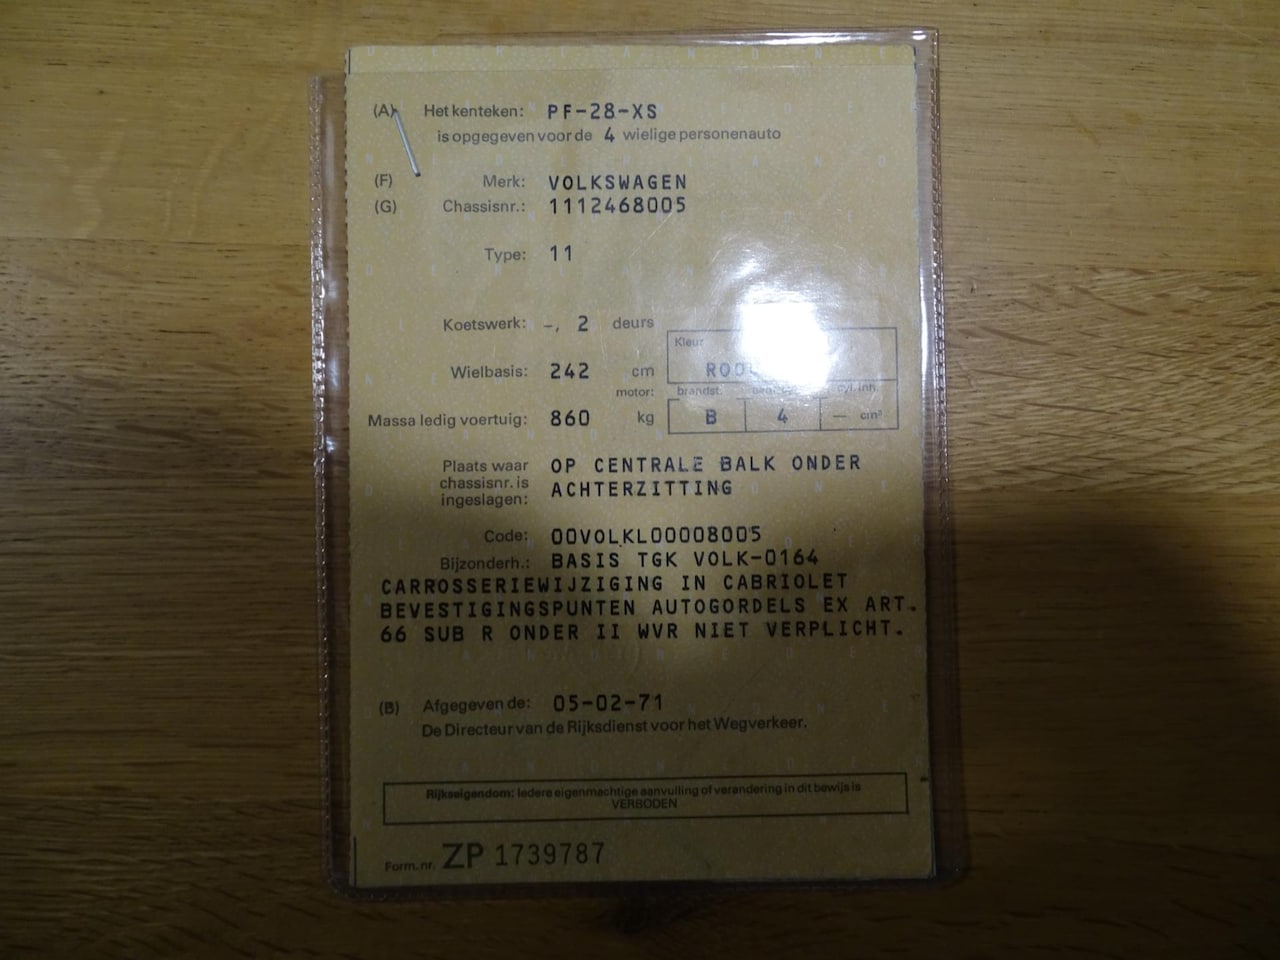 (A) Het kenteken: PF-28-XS
is opgegeven voor de 4 wielige personenauto
(F) Merk: VOLKSWAGEN
(G) Chassisnr.: 1112468005
Type: 11
Koetswerk: -, 2 deurs
Kleur
Wielbasis: 242 cm
motor: brandst. cyl. inh.
Massa ledig voertuig: 860 kg B 4 — cm³
Plaats waar chassisnr. is ingeslagen: OP CENTRALE BALK ONDER
ACHTERZITTING
Code: 00VOLKL00008005
Bijzonderh.: BASIS TGK VOLK-0164
CARROSSERIEWIJZIGING IN CABRIOLET
BEVESTIGINGSPUNTEN AUTOGORDELS EX ART.
66 SUB R ONDER II WVR NIET VERPLICHT.
(B) Afgegeven de: 05-02-71
De Directeur van de Rijksdienst voor het Wegverkeer.
Rijkseigendom: Iedere eigenmachtige aanvulling of verandering in dit bewijs is
VERBODEN
Form. nr. ZP 1739787